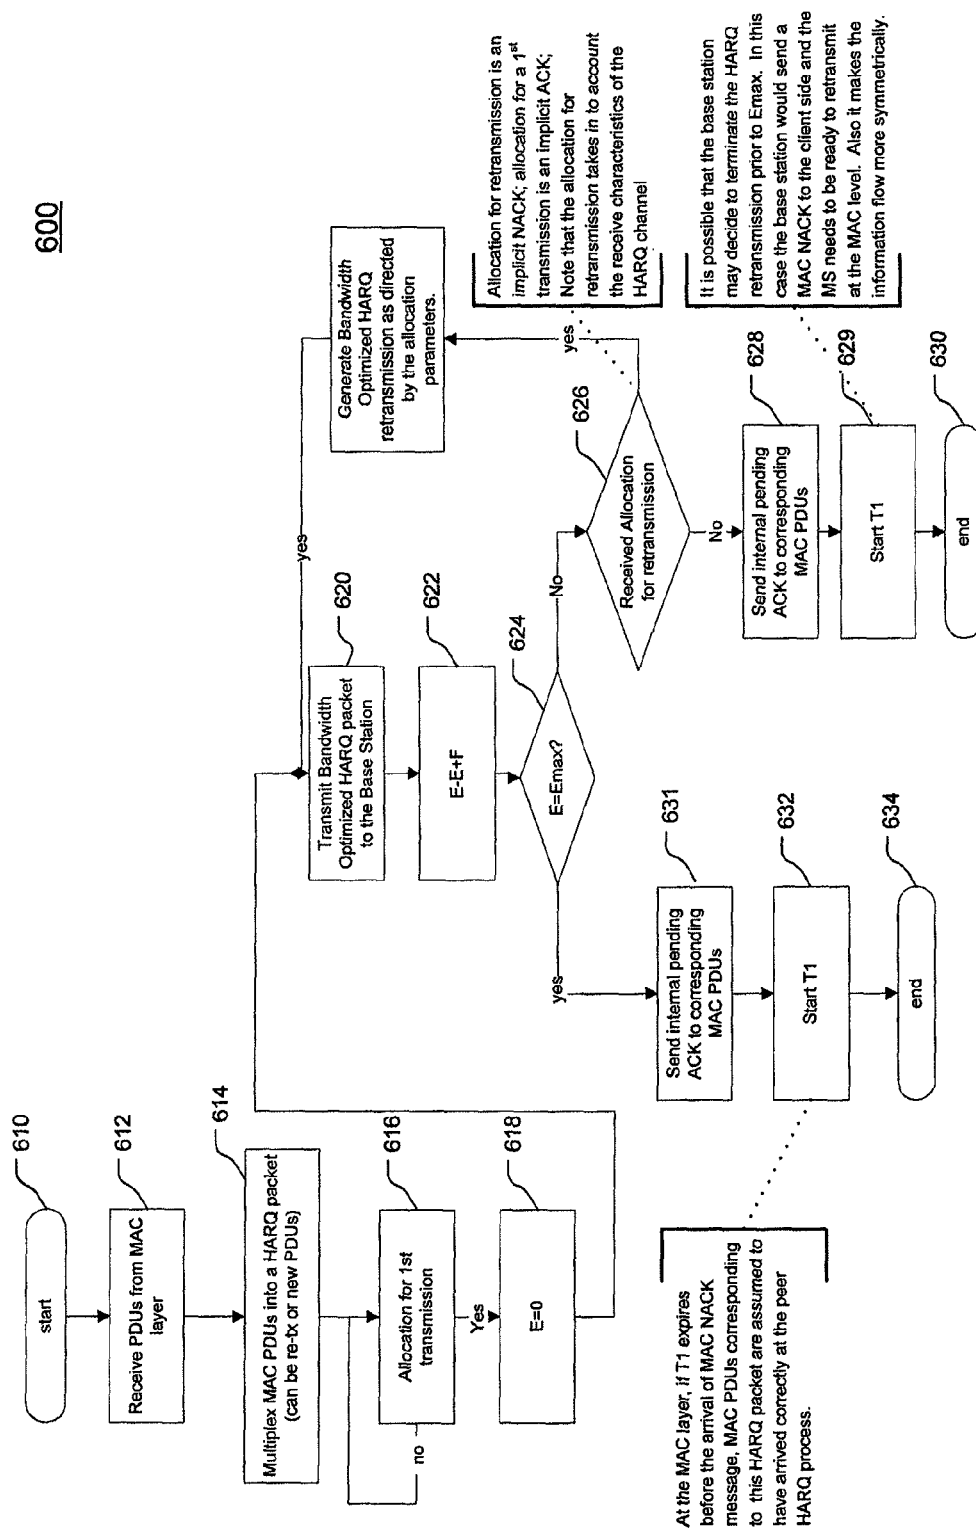 600
610
start
612
Receive PDUs from MAC
layer
614
Multiplex MAC PDUs into a HARQ packet
(can be re-tx or new PDUs)
616
Allocation for 1st
transmission
no
Yes
618
E=0
yes
620
Transmit Bandwidth
Optimized HARQ packet
to the Base Station
622
E-E+F
624
E=Emax?
yes
No
631
Send internal pending
ACK to corresponding
MAC PDUs
632
Start T1
634
end
At the MAC layer, if T1 expires
before the arrival of MAC NACK
message, MAC PDUs corresponding
to this HARQ packet are assumed to
have arrived correctly at the peer
HARQ process.
Generate Bandwidth
Optimized HARQ
retransmission as directed
by the allocation
parameters.
yes
626
Received Allocation
for retransmission
No
Allocation for retransmission is an
implicit NACK; allocation for a 1st
transmission is an implicit ACK;
Note that the allocation for
retransmission takes in to account
the receive characteristics of the
HARQ channel
628
Send internal pending
ACK to corresponding
MAC PDUs
629
Start T1
630
end
It is possible that the base station
may decide to terminate the HARQ
retransmission prior to Emax. In this
case the base station would send a
MAC NACK to the client side and the
MS needs to be ready to retransmit
at the MAC level. Also it makes the
information flow more symmetrically.